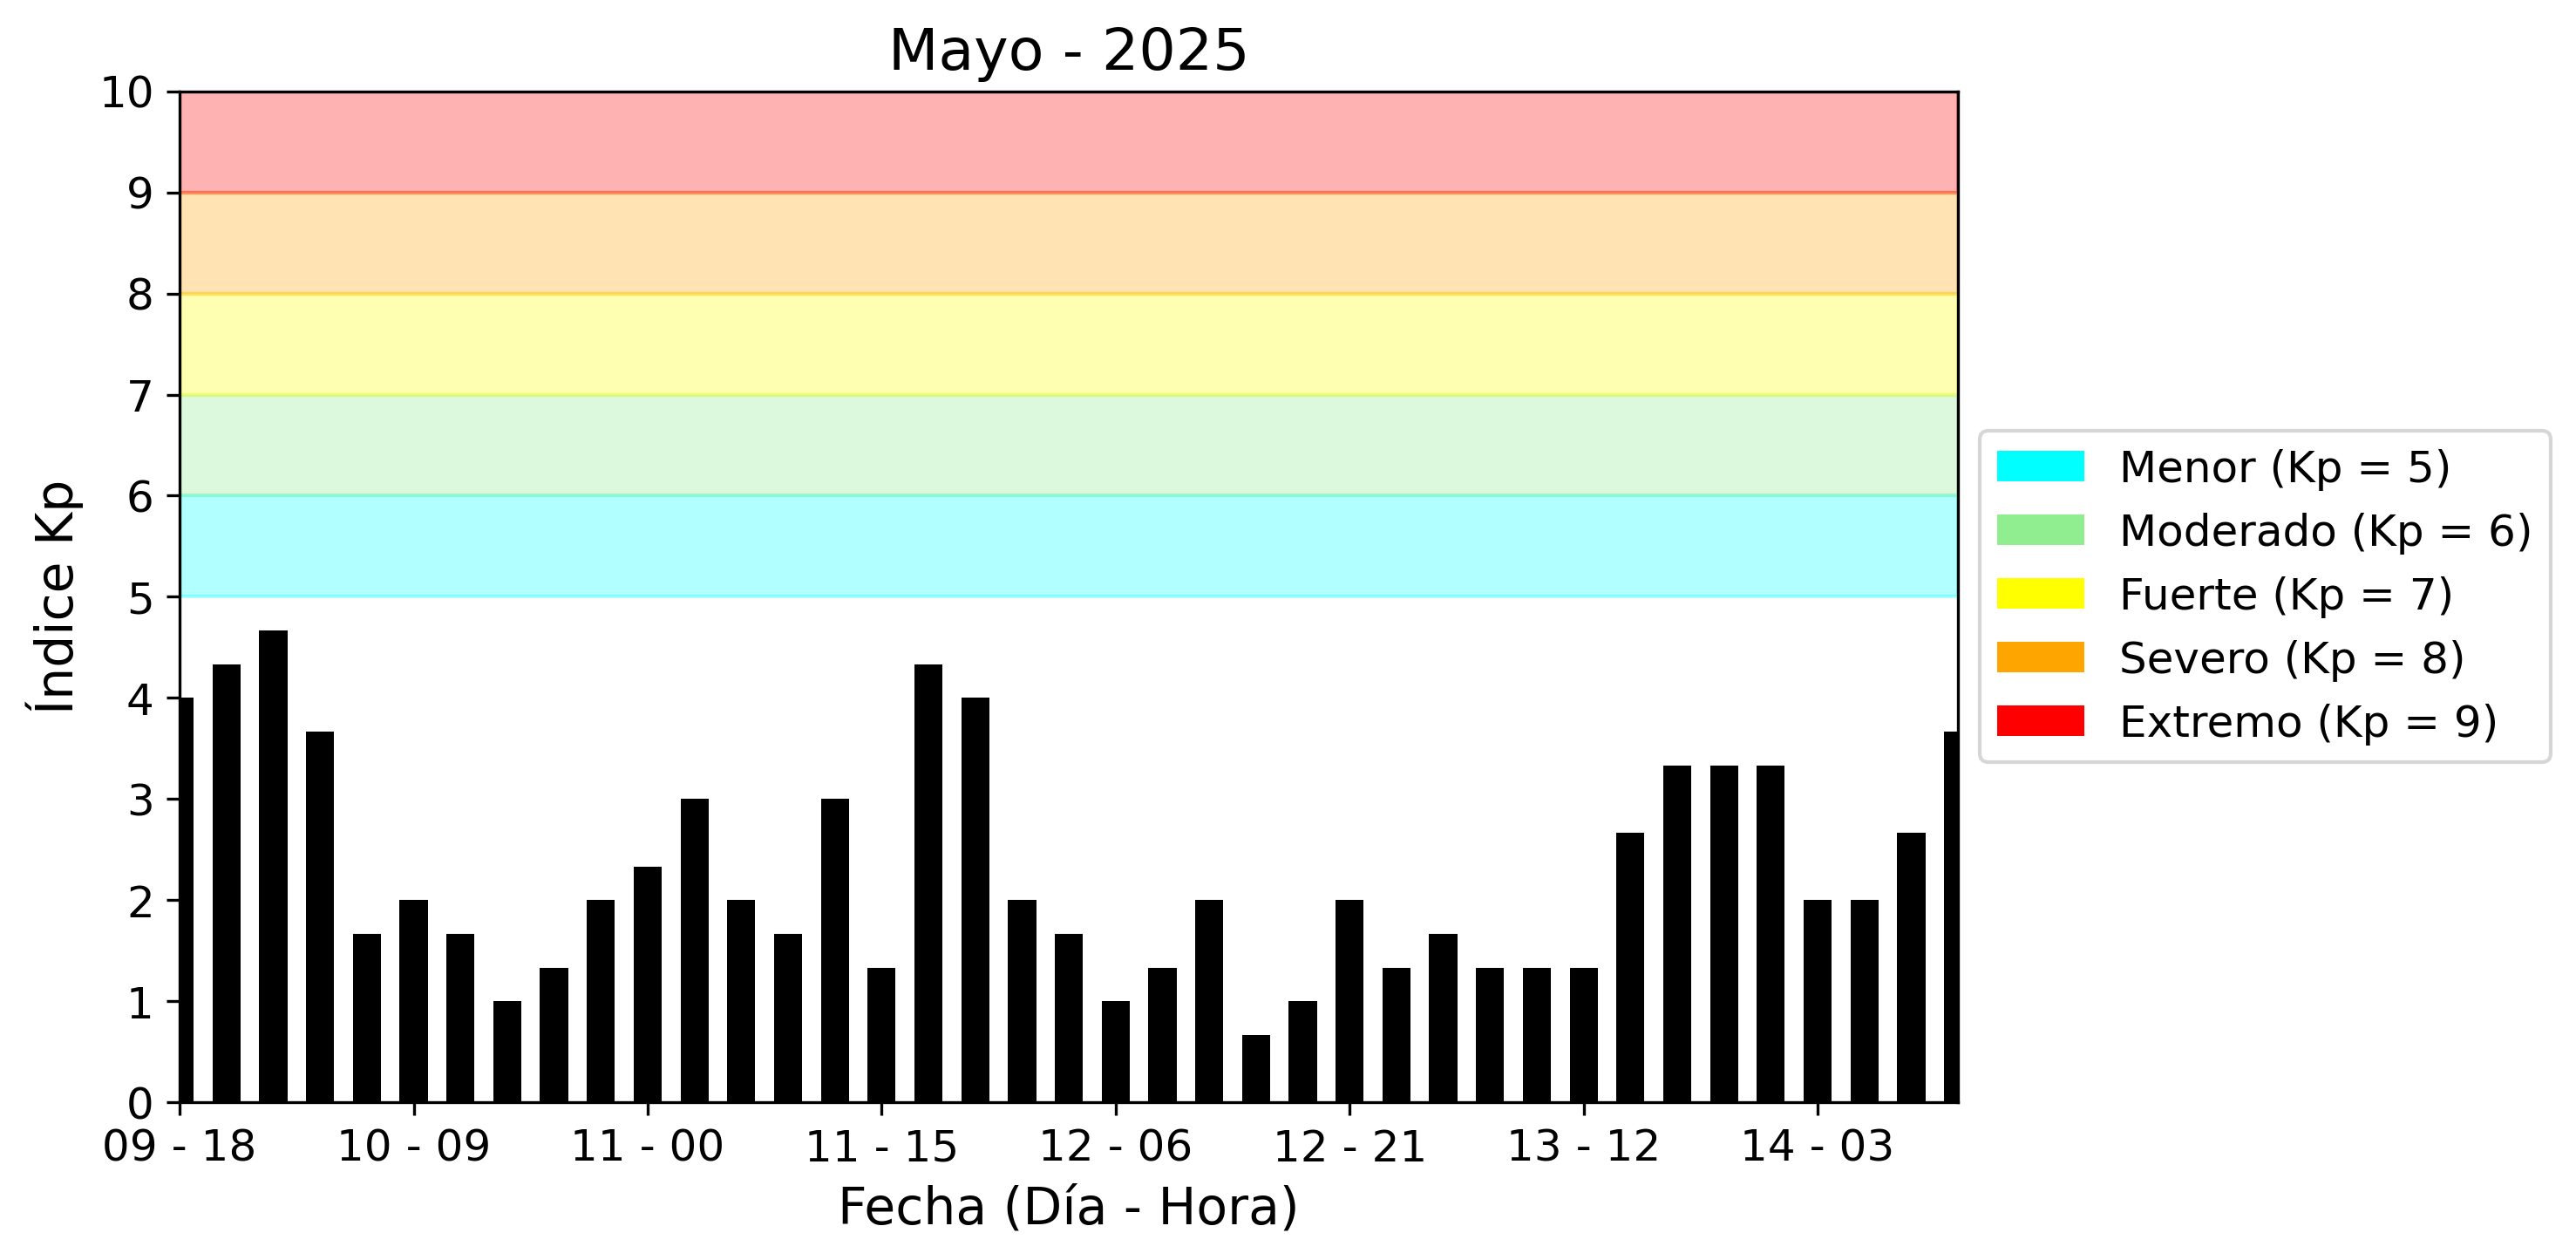 Mayo - 2025
10
9
8
7
6
5
4
3
2
1
0
Índice Kp
09 - 18
10 - 09
11 - 00
11 - 15
12 - 06
12 - 21
13 - 12
14 - 03
Fecha (Día - Hora)
Menor (Kp = 5)
Moderado (Kp = 6)
Fuerte (Kp = 7)
Severo (Kp = 8)
Extremo (Kp = 9)